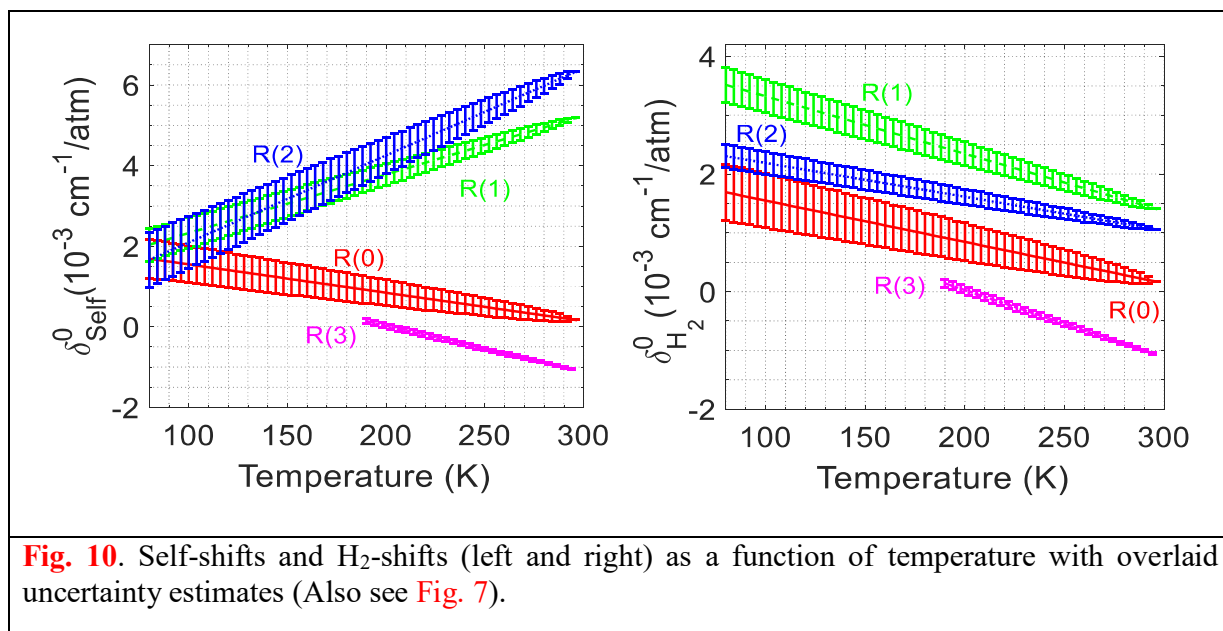 6
4
2
0
-2
δ⁰Self(10⁻³ cm⁻¹/atm)
R(2)
R(1)
R(0)
R(3)
100 150 200 250 300
Temperature (K)
4
2
0
-2
δ⁰H₂ (10⁻³ cm⁻¹/atm)
R(1)
R(2)
R(3)
R(0)
100 150 200 250 300
Temperature (K)
Fig. 10. Self-shifts and H₂-shifts (left and right) as a function of temperature with overlaid
uncertainty estimates (Also see Fig. 7).